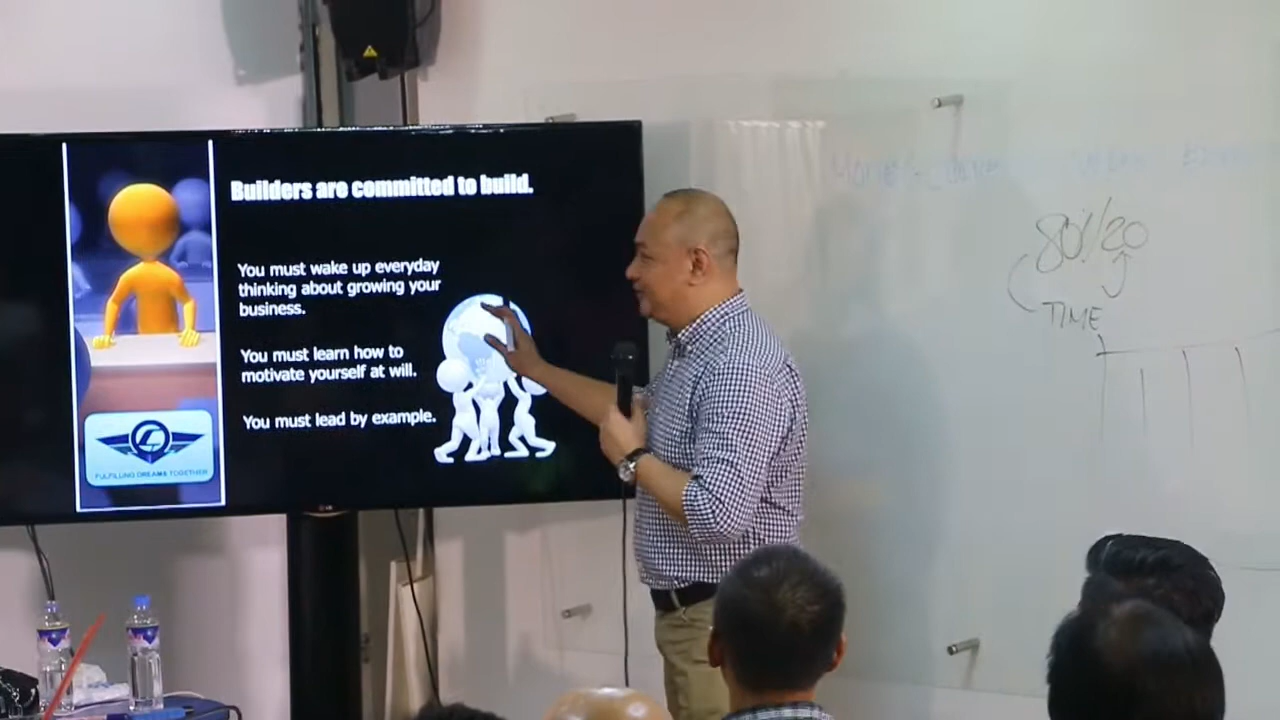 Builders are committed to build.
You must wake up everyday
thinking about growing your
business.
You must learn how to
motivate yourself at will.
You must lead by example.
FULFILLING DREAMS TOGETHER
80%/20
TIME